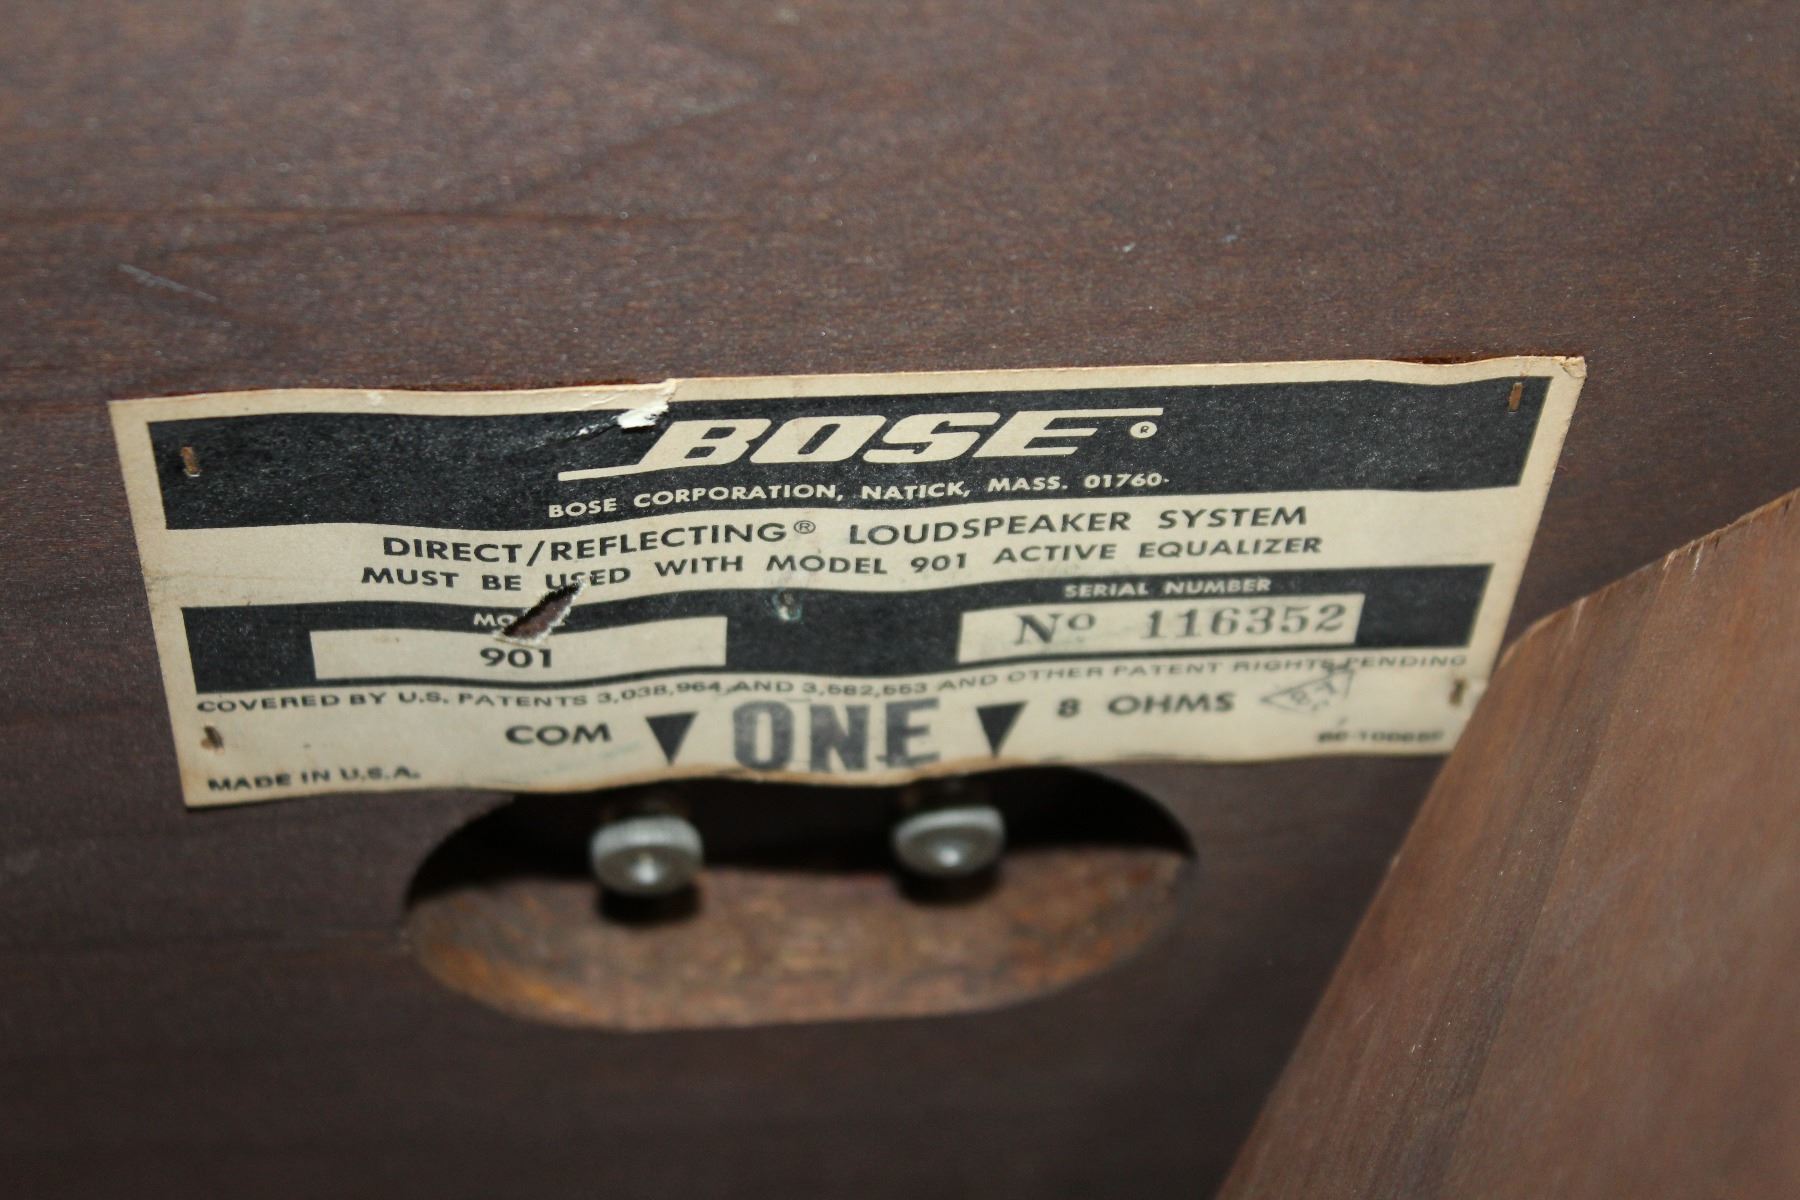 BOSE ®
BOSE CORPORATION, NATICK, MASS. 01760.
DIRECT/REFLECTING® LOUDSPEAKER SYSTEM
MUST BE USED WITH MODEL 901 ACTIVE EQUALIZER
SERIAL NUMBER
901
Nº 116352
COVERED BY U.S. PATENTS 3,038,964 AND 3,582,553 AND OTHER PATENT RIGHTS PENDING
COM ▼ ONE ▼ 8 OHMS
MADE IN U.S.A.